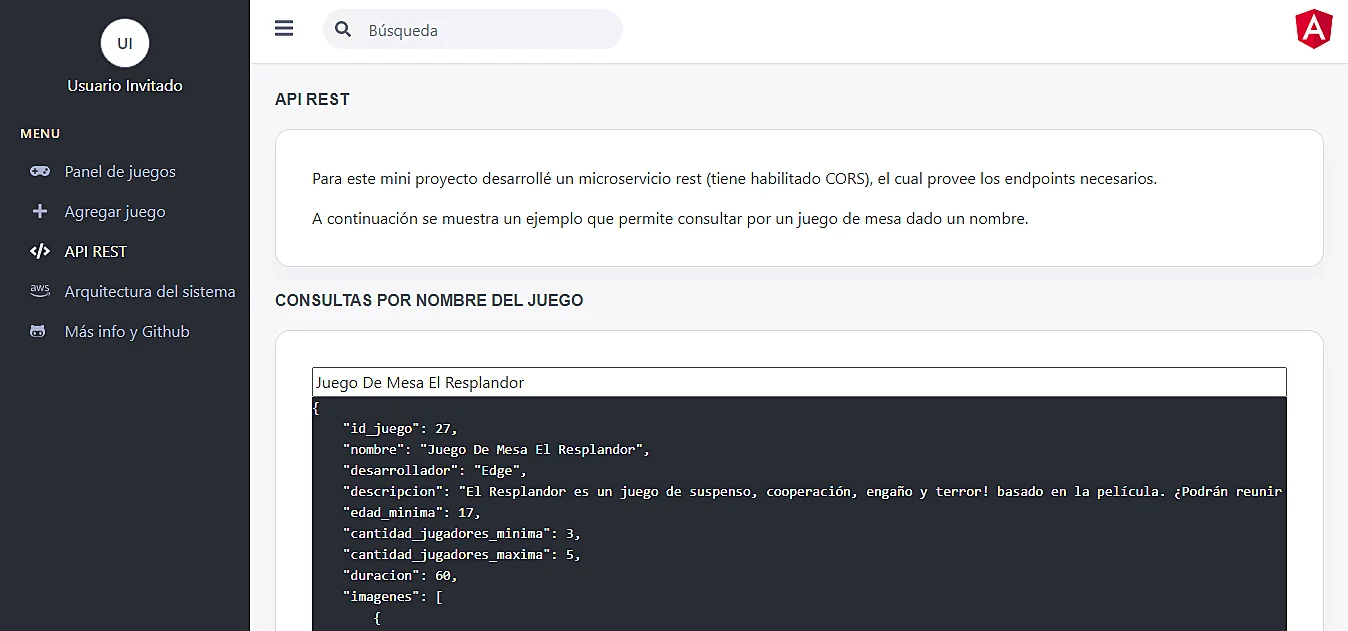 UI
Usuario Invitado
MENU
Panel de juegos
Agregar juego
API REST
aws
Arquitectura del sistema
Más info y Github
Búsqueda
A
API REST
Para este mini proyecto desarrollé un microservicio rest (tiene habilitado CORS), el cual provee los endpoints necesarios.
A continuación se muestra un ejemplo que permite consultar por un juego de mesa dado un nombre.
CONSULTAS POR NOMBRE DEL JUEGO
Juego De Mesa El Resplandor
{
"id_juego": 27,
"nombre": "Juego De Mesa El Resplandor",
"desarrollador": "Edge",
"descripcion": "El Resplandor es un juego de suspenso, cooperación, engaño y terror! basado en la película. ¿Podrán reunir
"edad_minima": 17,
"cantidad_jugadores_minima": 3,
"cantidad_jugadores_maxima": 5,
"duracion": 60,
"imagenes": [
{